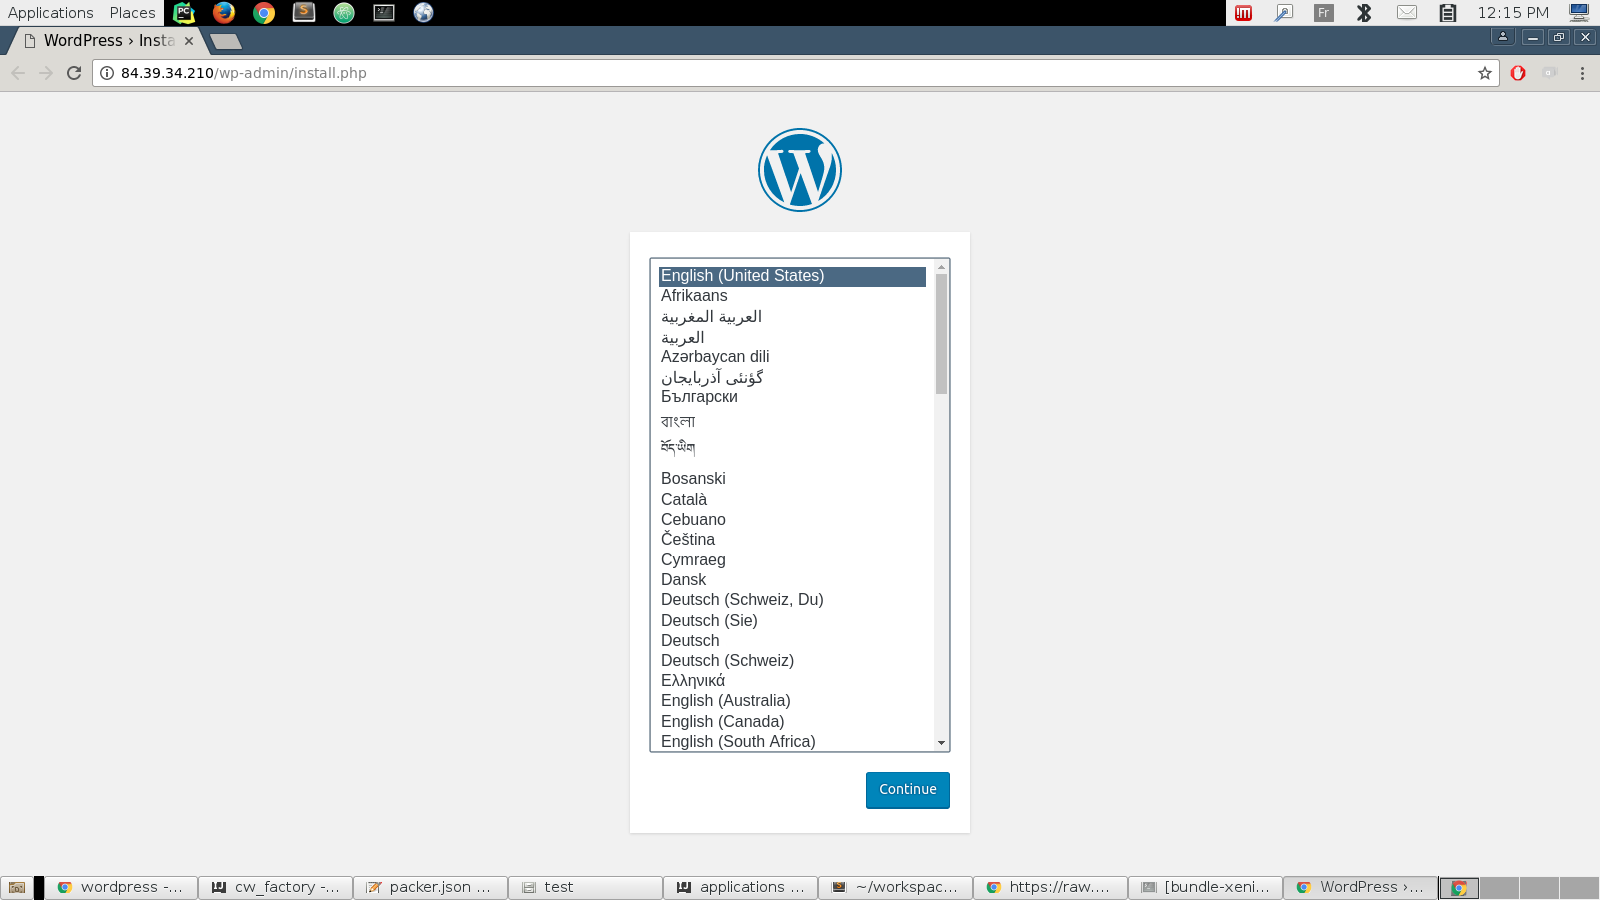 Applications Places Fr 12:15 PM
WordPress › Insta
84.39.34.210/wp-admin/install.php
English (United States)
Afrikaans
العربية المغربية
العربية
Azərbaycan dili
گؤنئی آذربایجان
Български
বাংলা
བོད་ཡིག
Bosanski
Català
Cebuano
Čeština
Cymraeg
Dansk
Deutsch (Schweiz, Du)
Deutsch (Sie)
Deutsch
Deutsch (Schweiz)
Ελληνικά
English (Australia)
English (Canada)
English (South Africa)
Continue
wordpress -... cw_factory -... packer.json ... test applications ... ~/workspac... https://raw.... [bundle-xeni... WordPress ›...